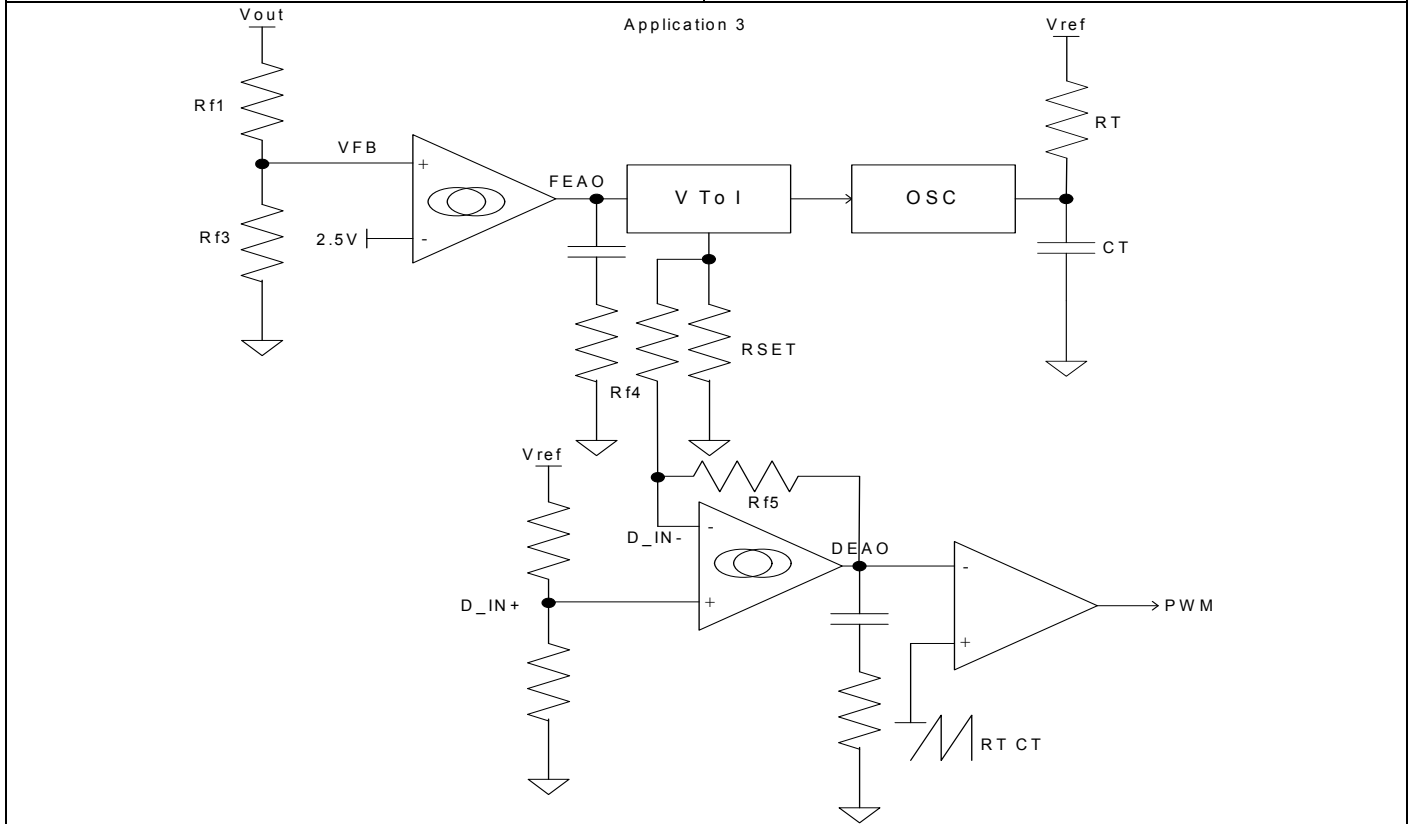 Vout
Application 3
Vref
Rf1
RT
VFB
+
FEAO
V To I
OSC
Rf3
2.5V
-
CT
RSET
Rf4
Vref
Rf5
-
D_IN-
DEAO
-
D_IN+
+
PWM
+
RT CT